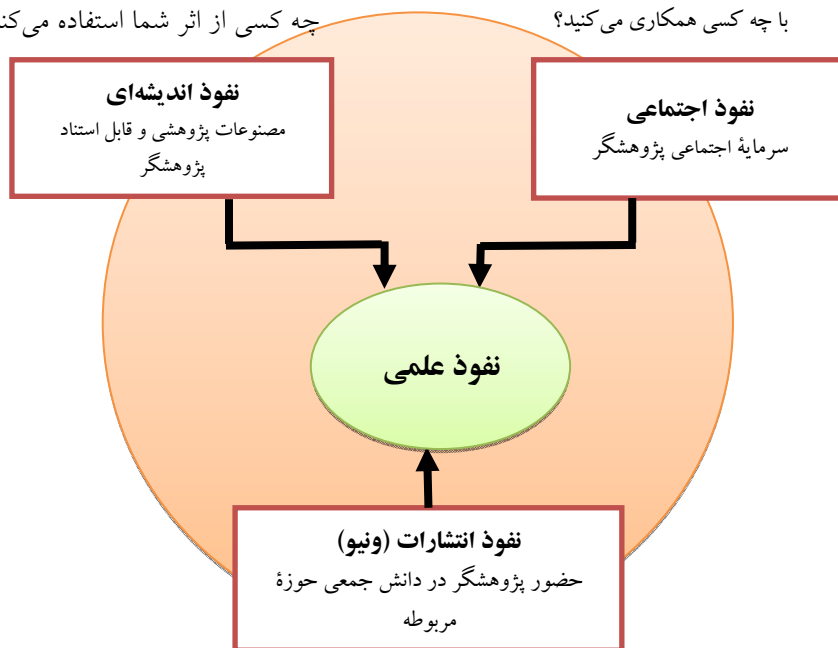 با چه کسی همکاری می‌کنید؟
چه کسی از اثر شما استفاده می‌کن
نفوذ اجتماعی
سرمایهٔ اجتماعی پژوهشگر
نفوذ اندیشه‌ای
مصنوعات پژوهشی و قابل استناد
پژوهشگر
نفوذ علمی
نفوذ انتشارات (ونیو)
حضور پژوهشگر در دانش جمعی حوزهٔ
مربوطه